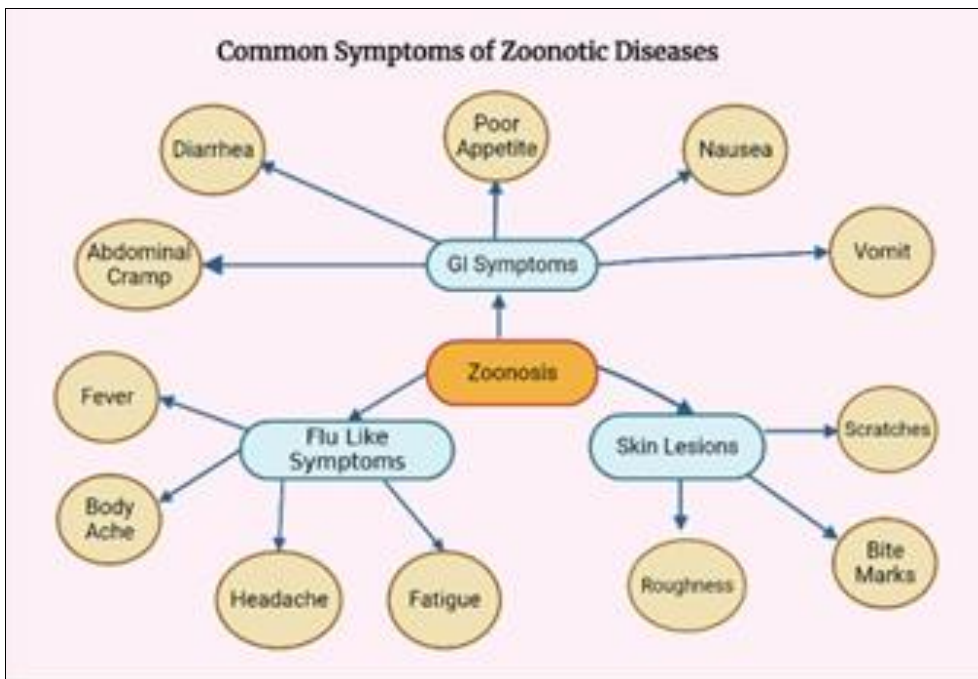 Common Symptoms of Zoonotic Diseases
Diarrhea
Poor
Appetite
Nausea
Abdominal
Cramp
GI Symptoms
Vomit
Zoonosis
Fever
Flu Like
Symptoms
Skin Lesions
Scratches
Body
Ache
Headache
Fatigue
Roughness
Bite
Marks